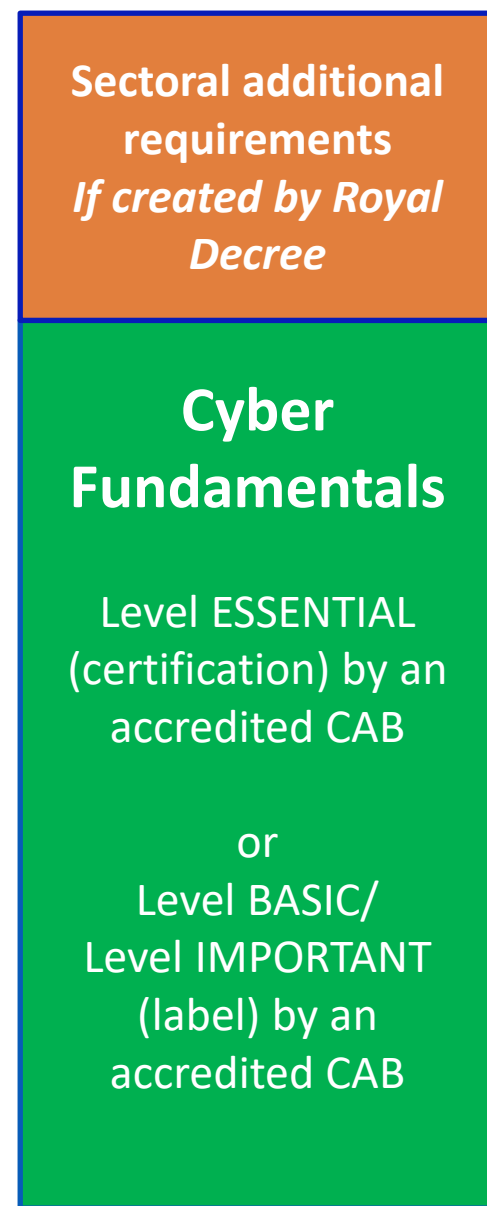 Sectoral additional
requirements
If created by Royal
Decree
Cyber
Fundamentals
Level ESSENTIAL
(certification) by an
accredited CAB
or
Level BASIC/
Level IMPORTANT
(label) by an
accredited CAB